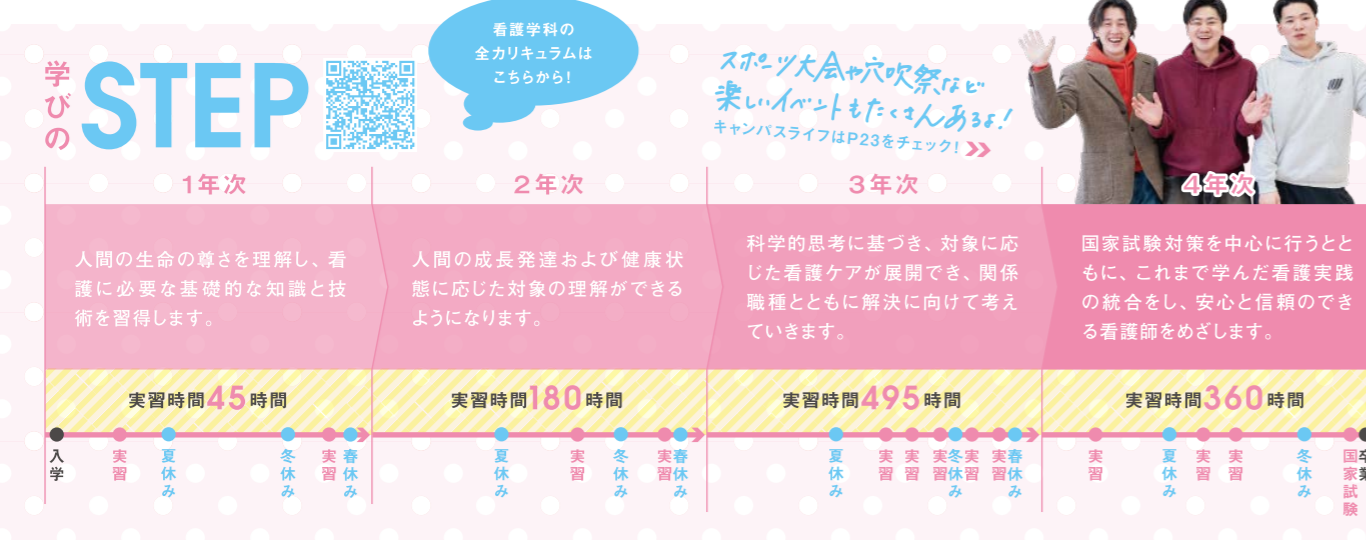 看護学科の
全カリキュラムは
こちらから!
学びの
STEP
スポーツ大会や穴吹祭など
楽しいイベントもたくさんあるよ!
キャンパスライフはP23をチェック!
1年次
人間の生命の尊さを理解し、看
護に必要な基礎的な知識と技
術を習得します。
実習時間45時間
入学
実習
夏休み
冬休み
実習
春休み
2年次
人間の成長発達および健康状
態に応じた対象の理解ができる
ようになります。
実習時間180時間
夏休み
実習
冬休み
実習
春休み
3年次
科学的思考に基づき、対象に応
じた看護ケアが展開でき、関係
職種とともに解決に向けて考え
ていきます。
実習時間495時間
夏休み
実習
実習
実習
冬休み
実習
実習
春休み
4年次
国家試験対策を中心に行うとと
もに、これまで学んだ看護実践
の統合をし、安心と信頼のでき
る看護師をめざします。
実習時間360時間
実習
夏休み
実習
実習
冬休み
国家試験
卒業